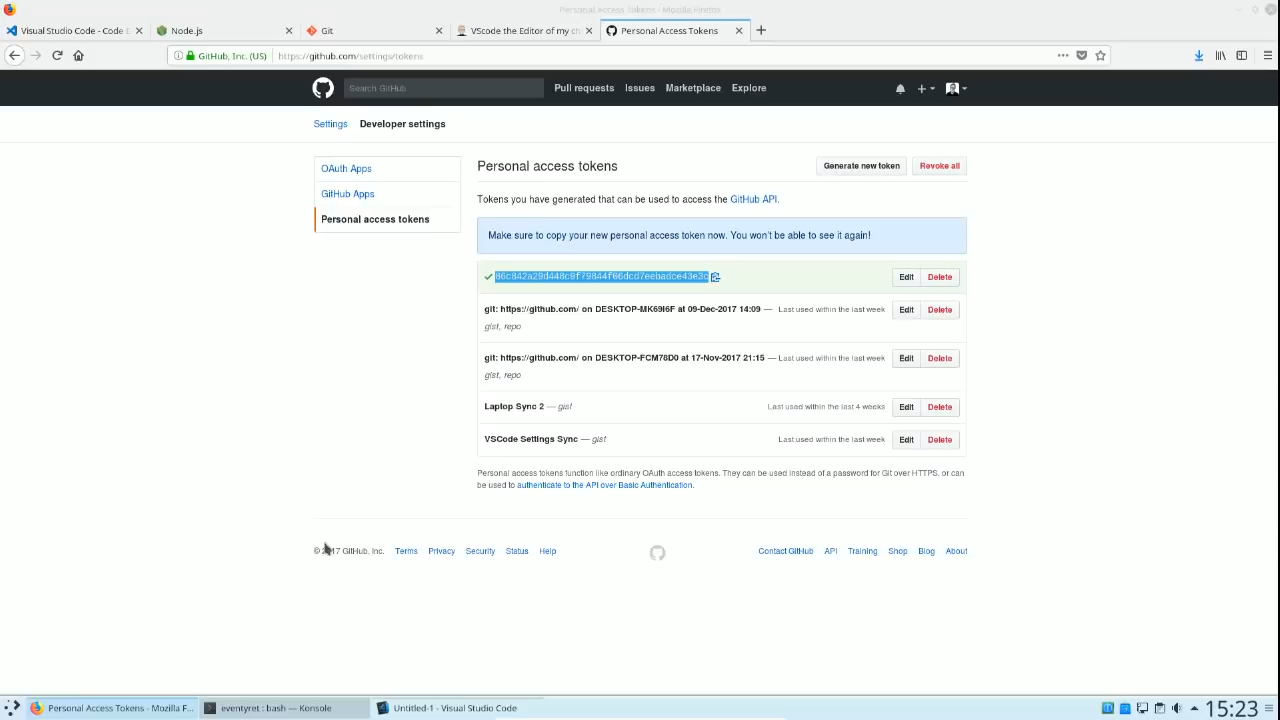 Personal Access Tokens - Mozilla Firefox
Visual Studio Code - Code E
Node.js
Git
VScode the Editor of my ch
Personal Access Tokens
GitHub, Inc. (US)
https://github.com/settings/tokens
Search GitHub
Pull requests
Issues
Marketplace
Explore
Settings
Developer settings
OAuth Apps
GitHub Apps
Personal access tokens
Personal access tokens
Generate new token
Revoke all
Tokens you have generated that can be used to access the GitHub API.
Make sure to copy your new personal access token now. You won't be able to see it again!
Edit Delete
git: https://github.com/ on DESKTOP-MK69I6F at 09-Dec-2017 14:09 — Last used within the last week Edit Delete
gist, repo
git: https://github.com/ on DESKTOP-FCM78D0 at 17-Nov-2017 21:15 — Last used within the last week Edit Delete
gist, repo
Laptop Sync 2 — gist Last used within the last 4 weeks Edit Delete
VSCode Settings Sync — gist Last used within the last week Edit Delete
Personal access tokens function like ordinary OAuth access tokens. They can be used instead of a password for Git over HTTPS, or can
be used to authenticate to the API over Basic Authentication.
© 2017 GitHub, Inc. Terms Privacy Security Status Help
Contact GitHub API Training Shop Blog About
Personal Access Tokens - Mozilla F...
eventyret : bash — Konsole
Untitled-1 - Visual Studio Code
15:23